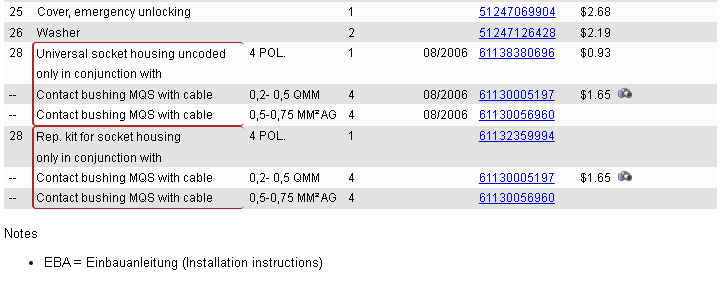 25 Cover, emergency unlocking 1 51247069904 $2.68
26 Washer 2 51247126428 $2.19
28 Universal socket housing uncoded 4 POL. 1 08/2006 61138380696 $0.93
only in conjunction with
-- Contact bushing MQS with cable 0,2- 0,5 QMM 4 08/2006 61130005197 $1.65
-- Contact bushing MQS with cable 0,5-0,75 MM²AG 4 08/2006 61130056960
28 Rep. kit for socket housing 4 POL. 1 61132359994
only in conjunction with
-- Contact bushing MQS with cable 0,2- 0,5 QMM 4 61130005197 $1.65
-- Contact bushing MQS with cable 0,5-0,75 MM²AG 4 61130056960
Notes
• EBA = Einbauanleitung (Installation instructions)